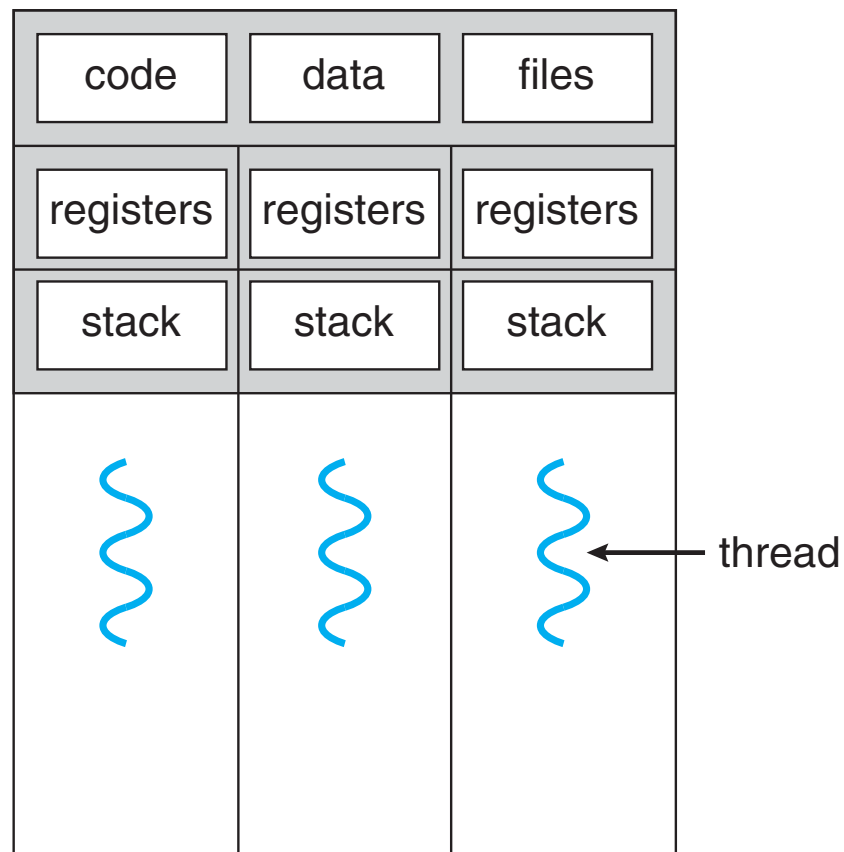 code data files
registers registers registers
stack stack stack
thread